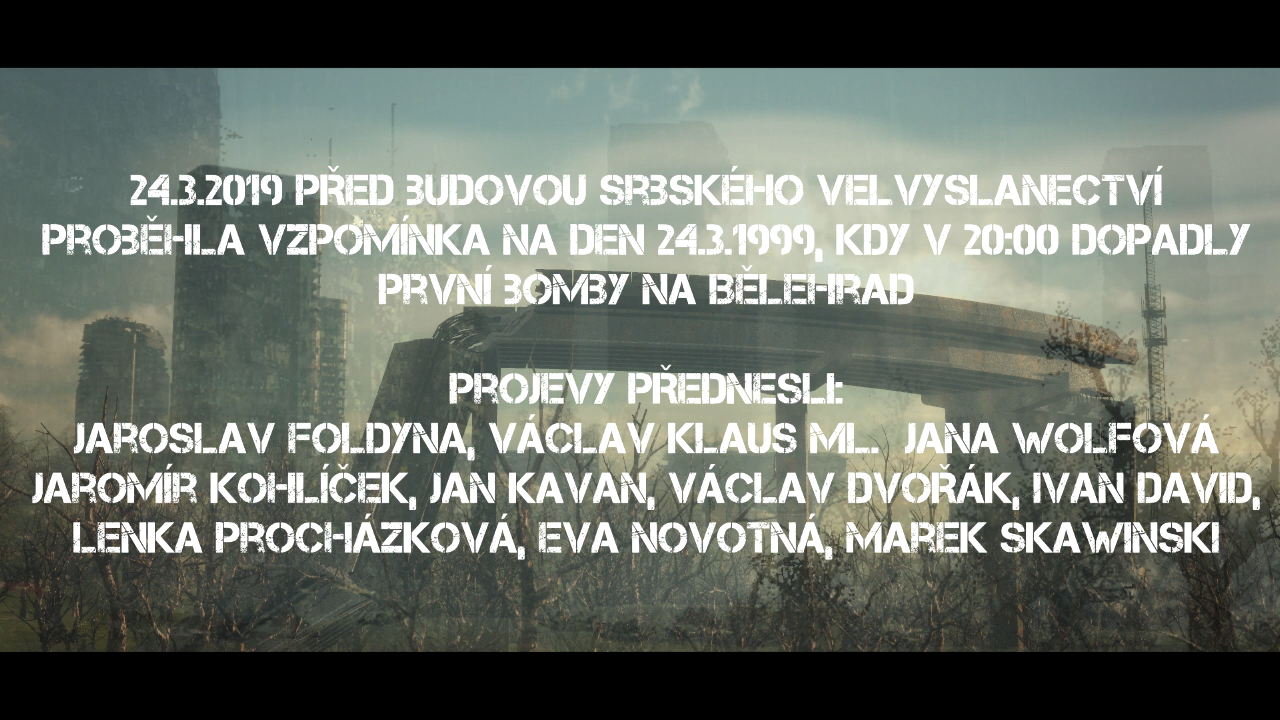 24.3.2019 PŘED BUDOVOU SRBSKÉHO VELVYSLANECTVÍ
PROBĚHLA VZPOMÍNKA NA DEN 24.3.1999, KDY V 20:00 DOPADLY
PRVNÍ BOMBY NA BĚLEHRAD
PROJEVY PŘEDNESLI:
JAROSLAV FOLDYNA, VÁCLAV KLAUS ML. JANA WOLFOVÁ
JAROMÍR KOHLÍČEK, JAN KAVAN, VÁCLAV DVOŘÁK, IVAN DAVID,
LENKA PROCHÁZKOVÁ, EVA NOVOTNÁ, MAREK SKAWINSKI